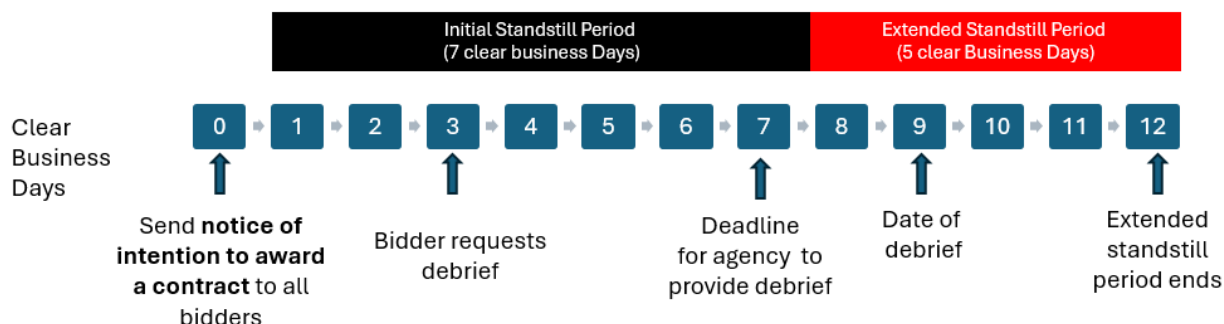 Initial Standstill Period
(7 clear business Days)
Extended Standstill Period
(5 clear Business Days)
Clear
Business
Days
0 1 2 3 4 5 6 7 8 9 10 11 12
Send notice of
intention to award
a contract to all
bidders
Bidder requests
debrief
Deadline
for agency to
provide debrief
Date of
debrief
Extended
standstill
period ends